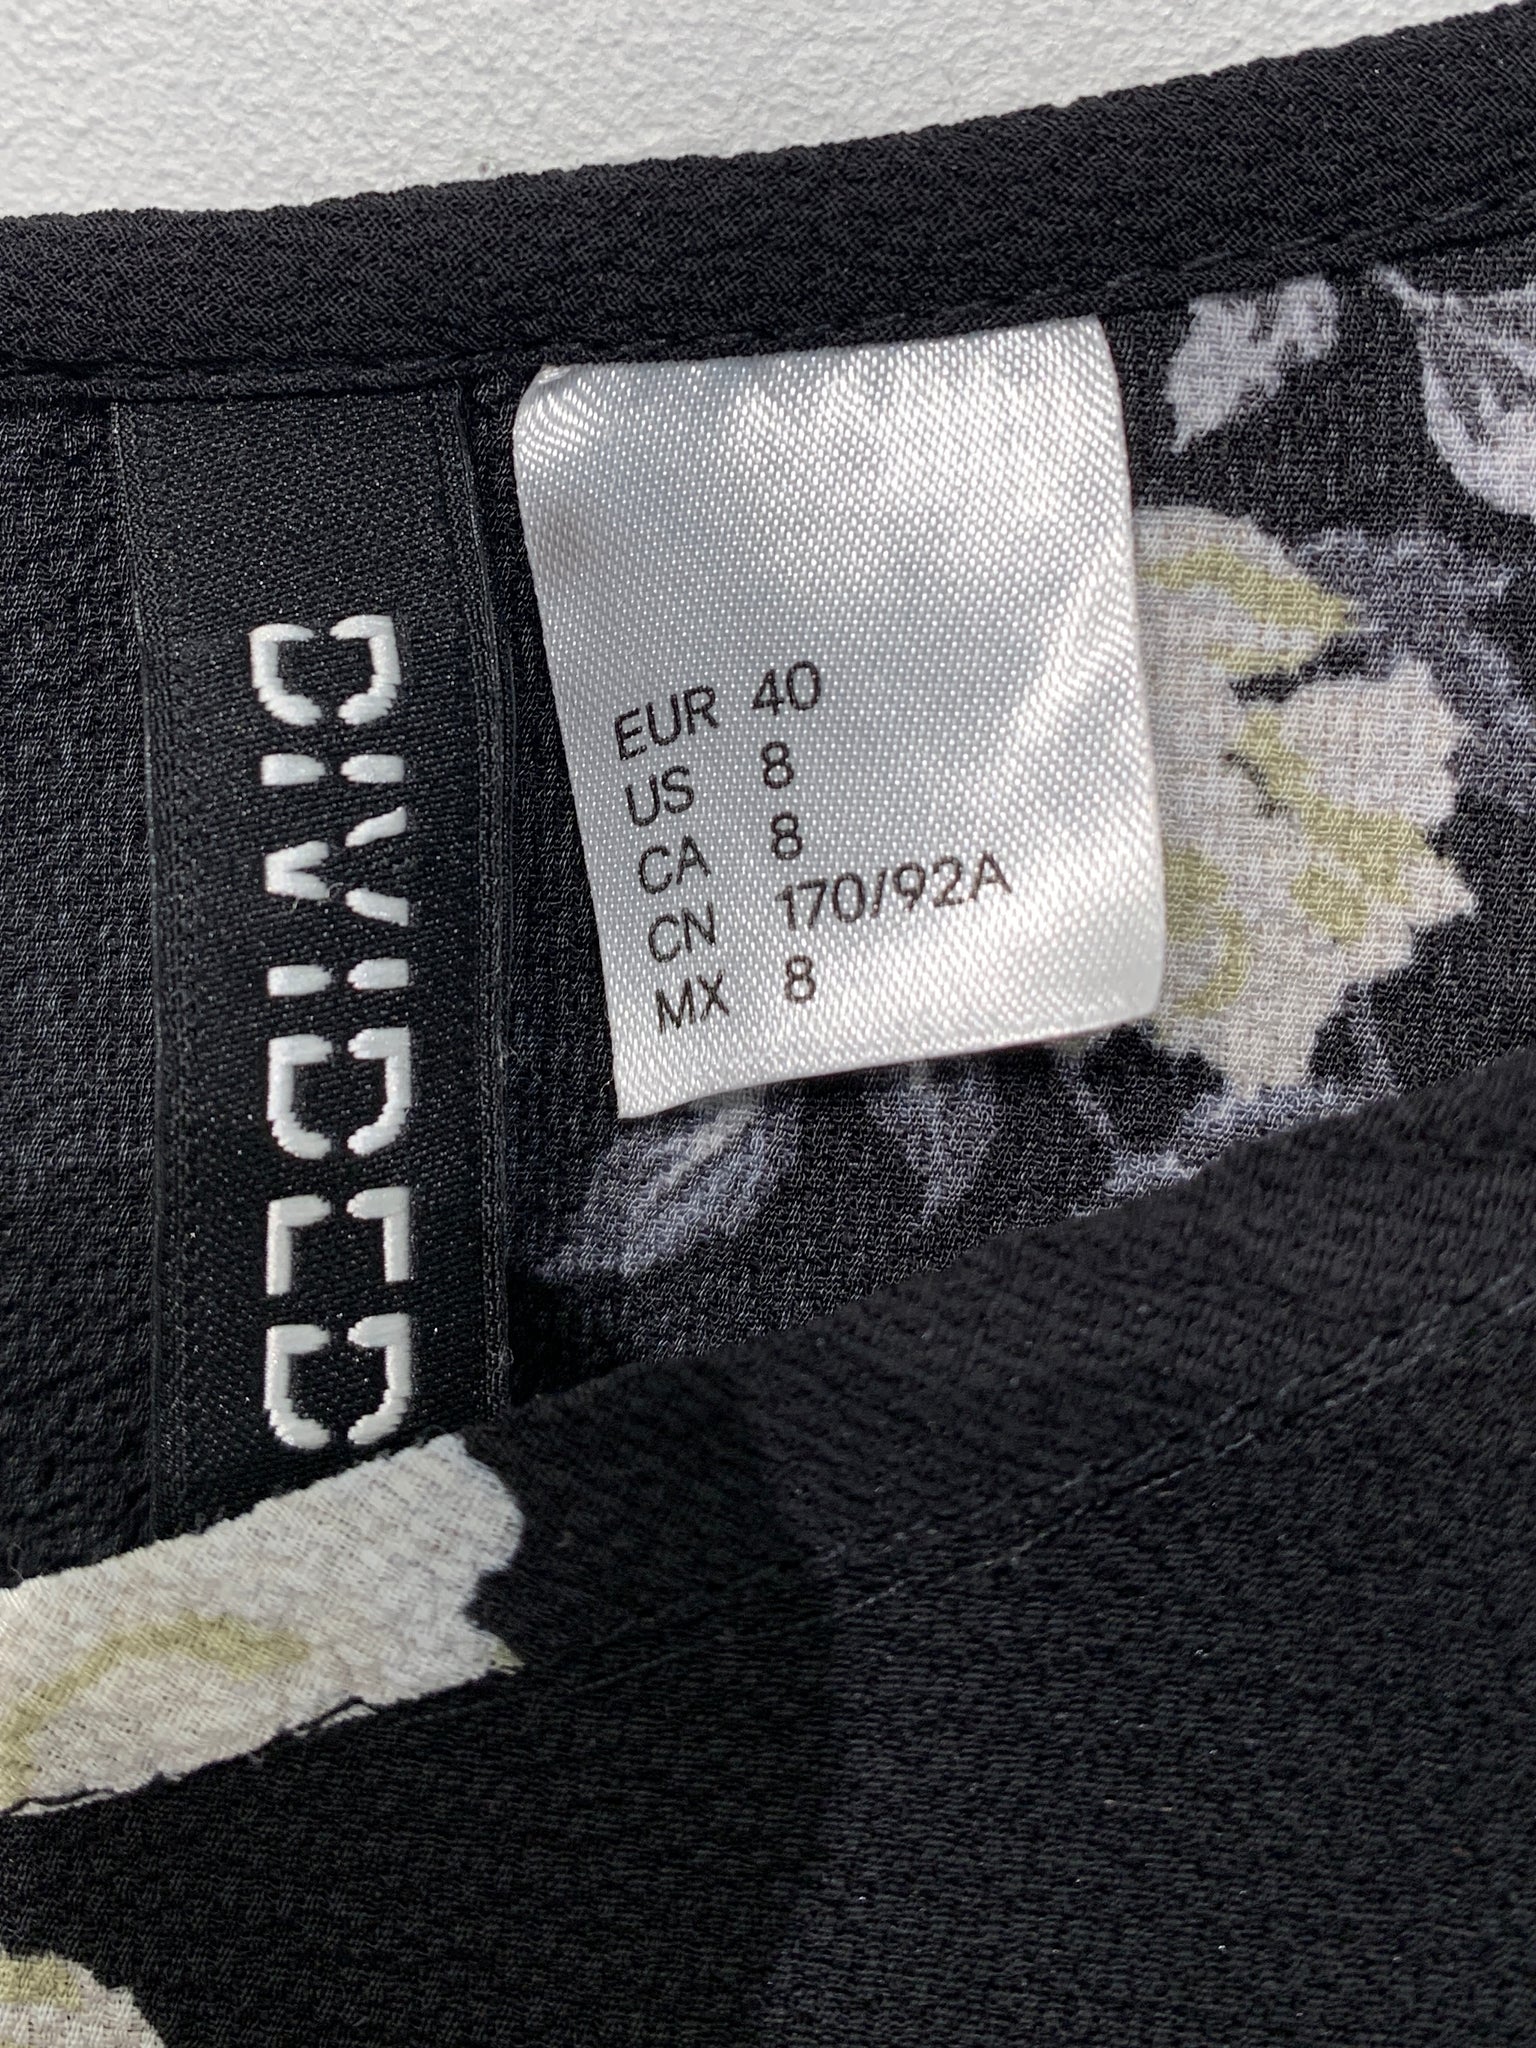 DIVIDED
EUR 40
US 8
CA 8
CN 170/92A
MX 8